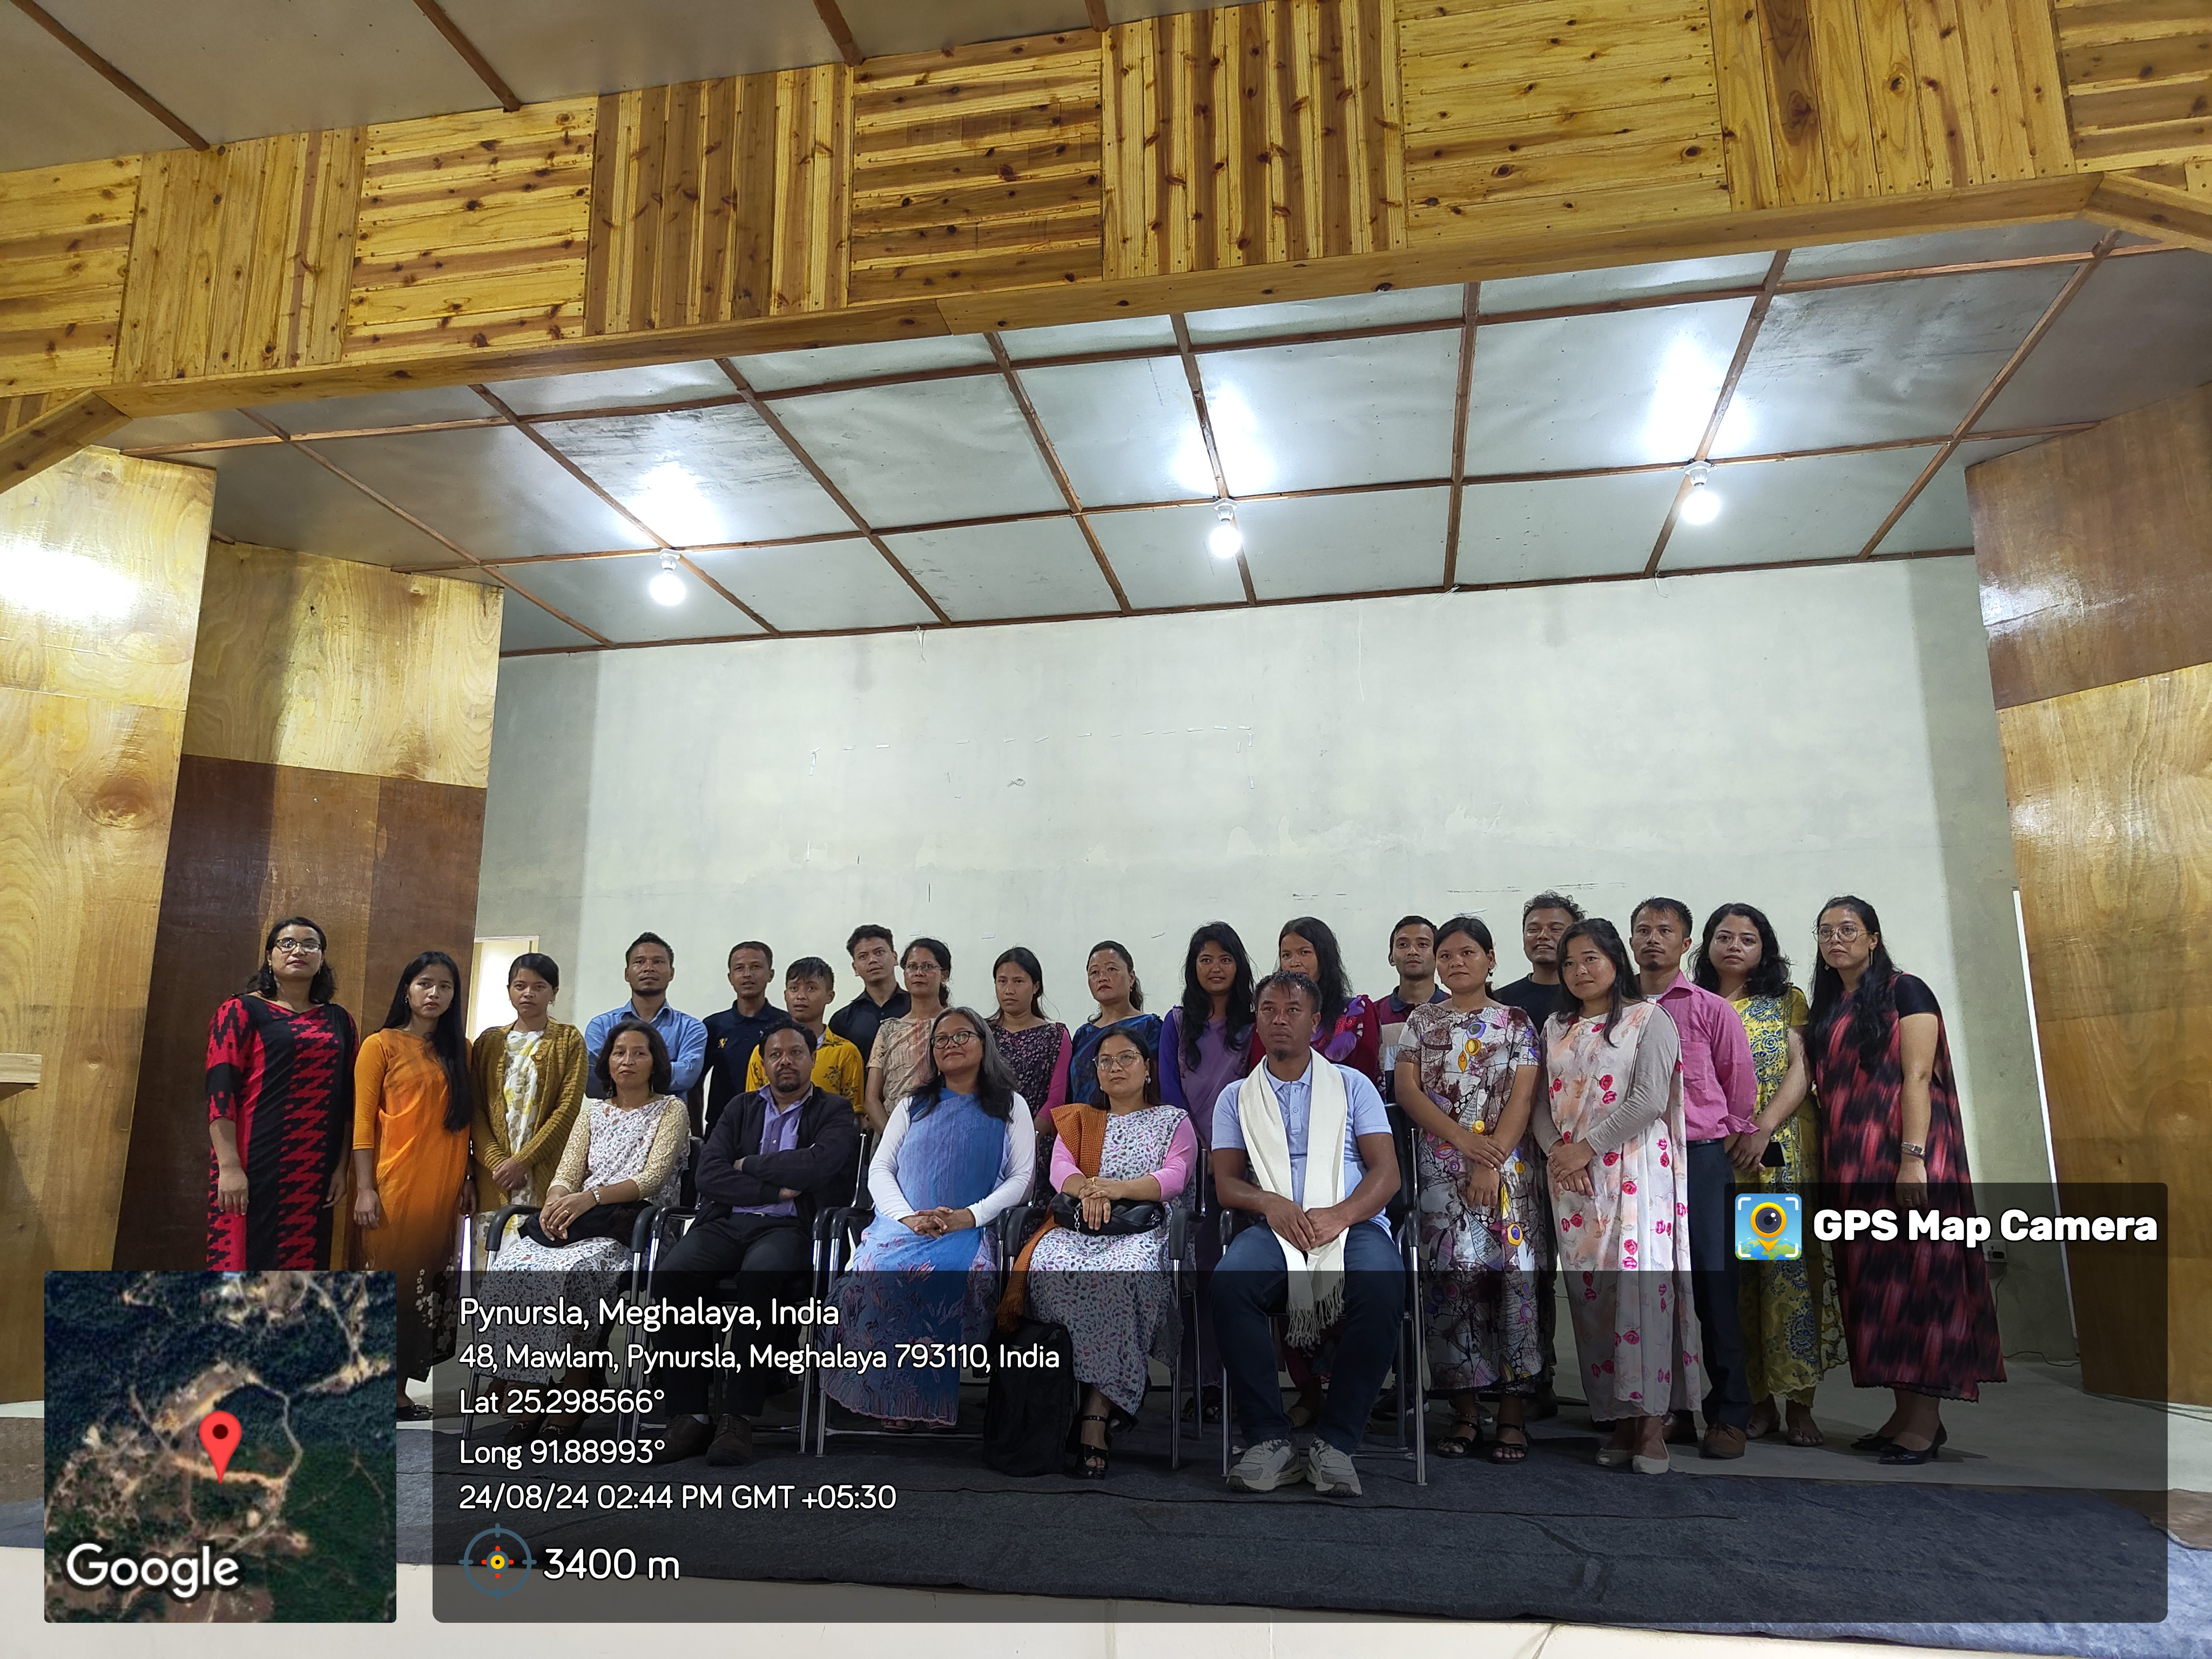 GPS Map Camera
Pynursla, Meghalaya, India
48, Mawlam, Pynursla, Meghalaya 793110, India
Lat 25.298566°
Long 91.88993°
24/08/24 02:44 PM GMT +05:30
3400 m
Google